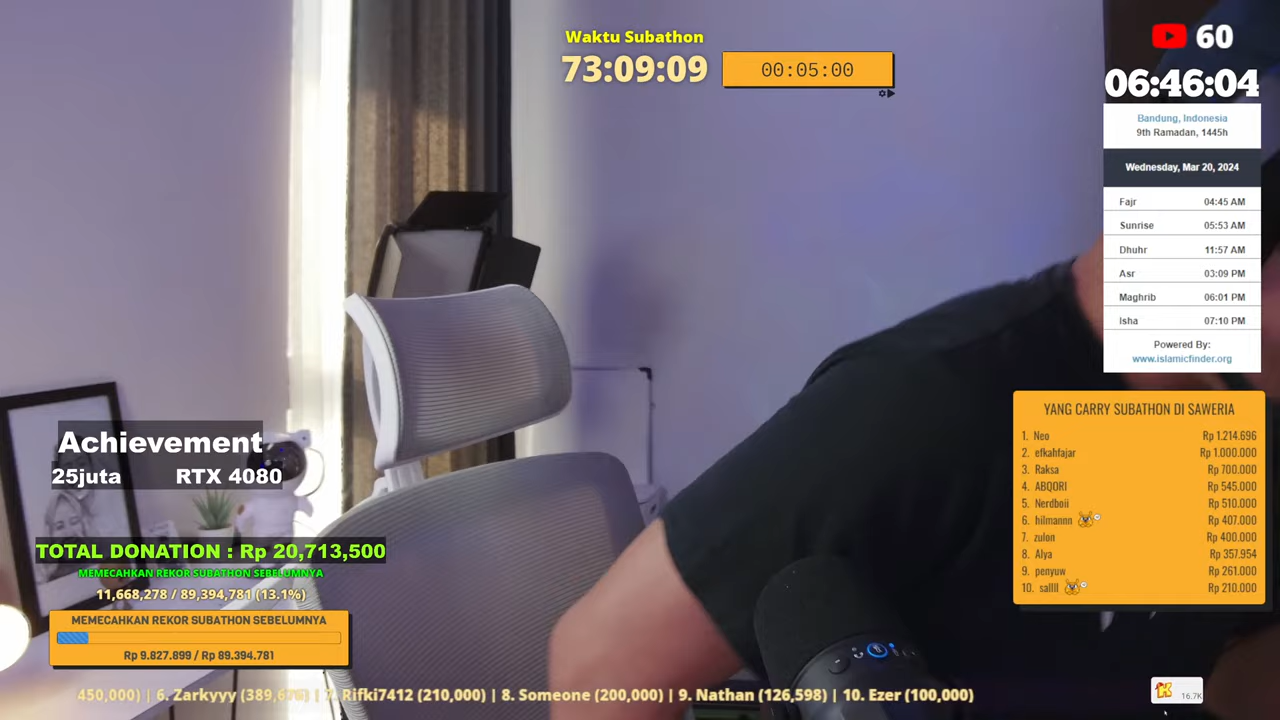 Waktu Subathon
73:09:09
00:05:00
60
06:46:04
Bandung, Indonesia
9th Ramadan, 1445h
Wednesday, Mar 20, 2024
Fajr 04:45 AM
Sunrise 05:53 AM
Dhuhr 11:57 AM
Asr 03:09 PM
Maghrib 06:01 PM
Isha 07:10 PM
Powered By:
www.islamicfinder.org
YANG CARRY SUBATHON DI SAWERIA
1. Neo Rp 1.214.696
2. efkahfajar Rp 1.000.000
3. Raksa Rp 700.000
4. ABQORI Rp 545.000
5. Nerdboii Rp 510.000
6. hilmannn Rp 407.000
7. zulon Rp 400.000
8. Alya Rp 357.954
9. penyuw Rp 261.000
10. sallll Rp 210.000
Achievement
25juta RTX 4080
TOTAL DONATION : Rp 20,713,500
MEMECAHKAN REKOR SUBATHON SEBELUMNYA
11,668,278 / 89,394,781 (13.1%)
MEMECAHKAN REKOR SUBATHON SEBELUMNYA
Rp 9.827.899 / Rp 89.394.781
450,000) | 6. Zarkyyy | 7. Rifki7412 (210,000) | 8. Someone (200,000) | 9. Nathan (126,598) | 10. Ezer (100,000)
16.7K